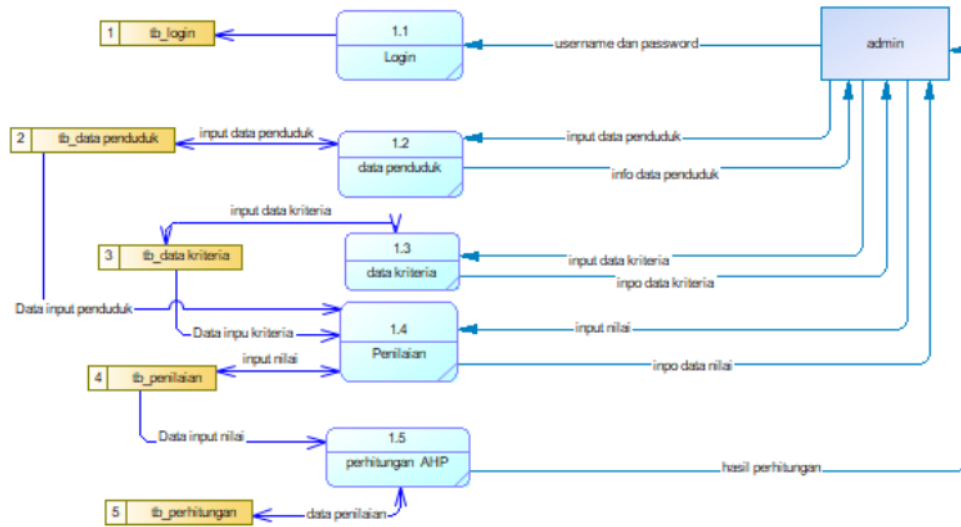 1 tb_login
1.1
Login
username dan password
admin
2 tb_data penduduk
input data penduduk
1.2
data penduduk
input data penduduk
info data penduduk
input data kriteria
3 tb_data kriteria
1.3
data kriteria
input data kriteria
inpo data kriteria
Data input penduduk
Data inpu kriteria
1.4
Penilaian
input nilai
inpo data nilai
input nilai
4 tb_penilaian
Data input nilai
1.5
perhitungan AHP
hasil perhitungan
5 tb_perhitungan
data penilaian